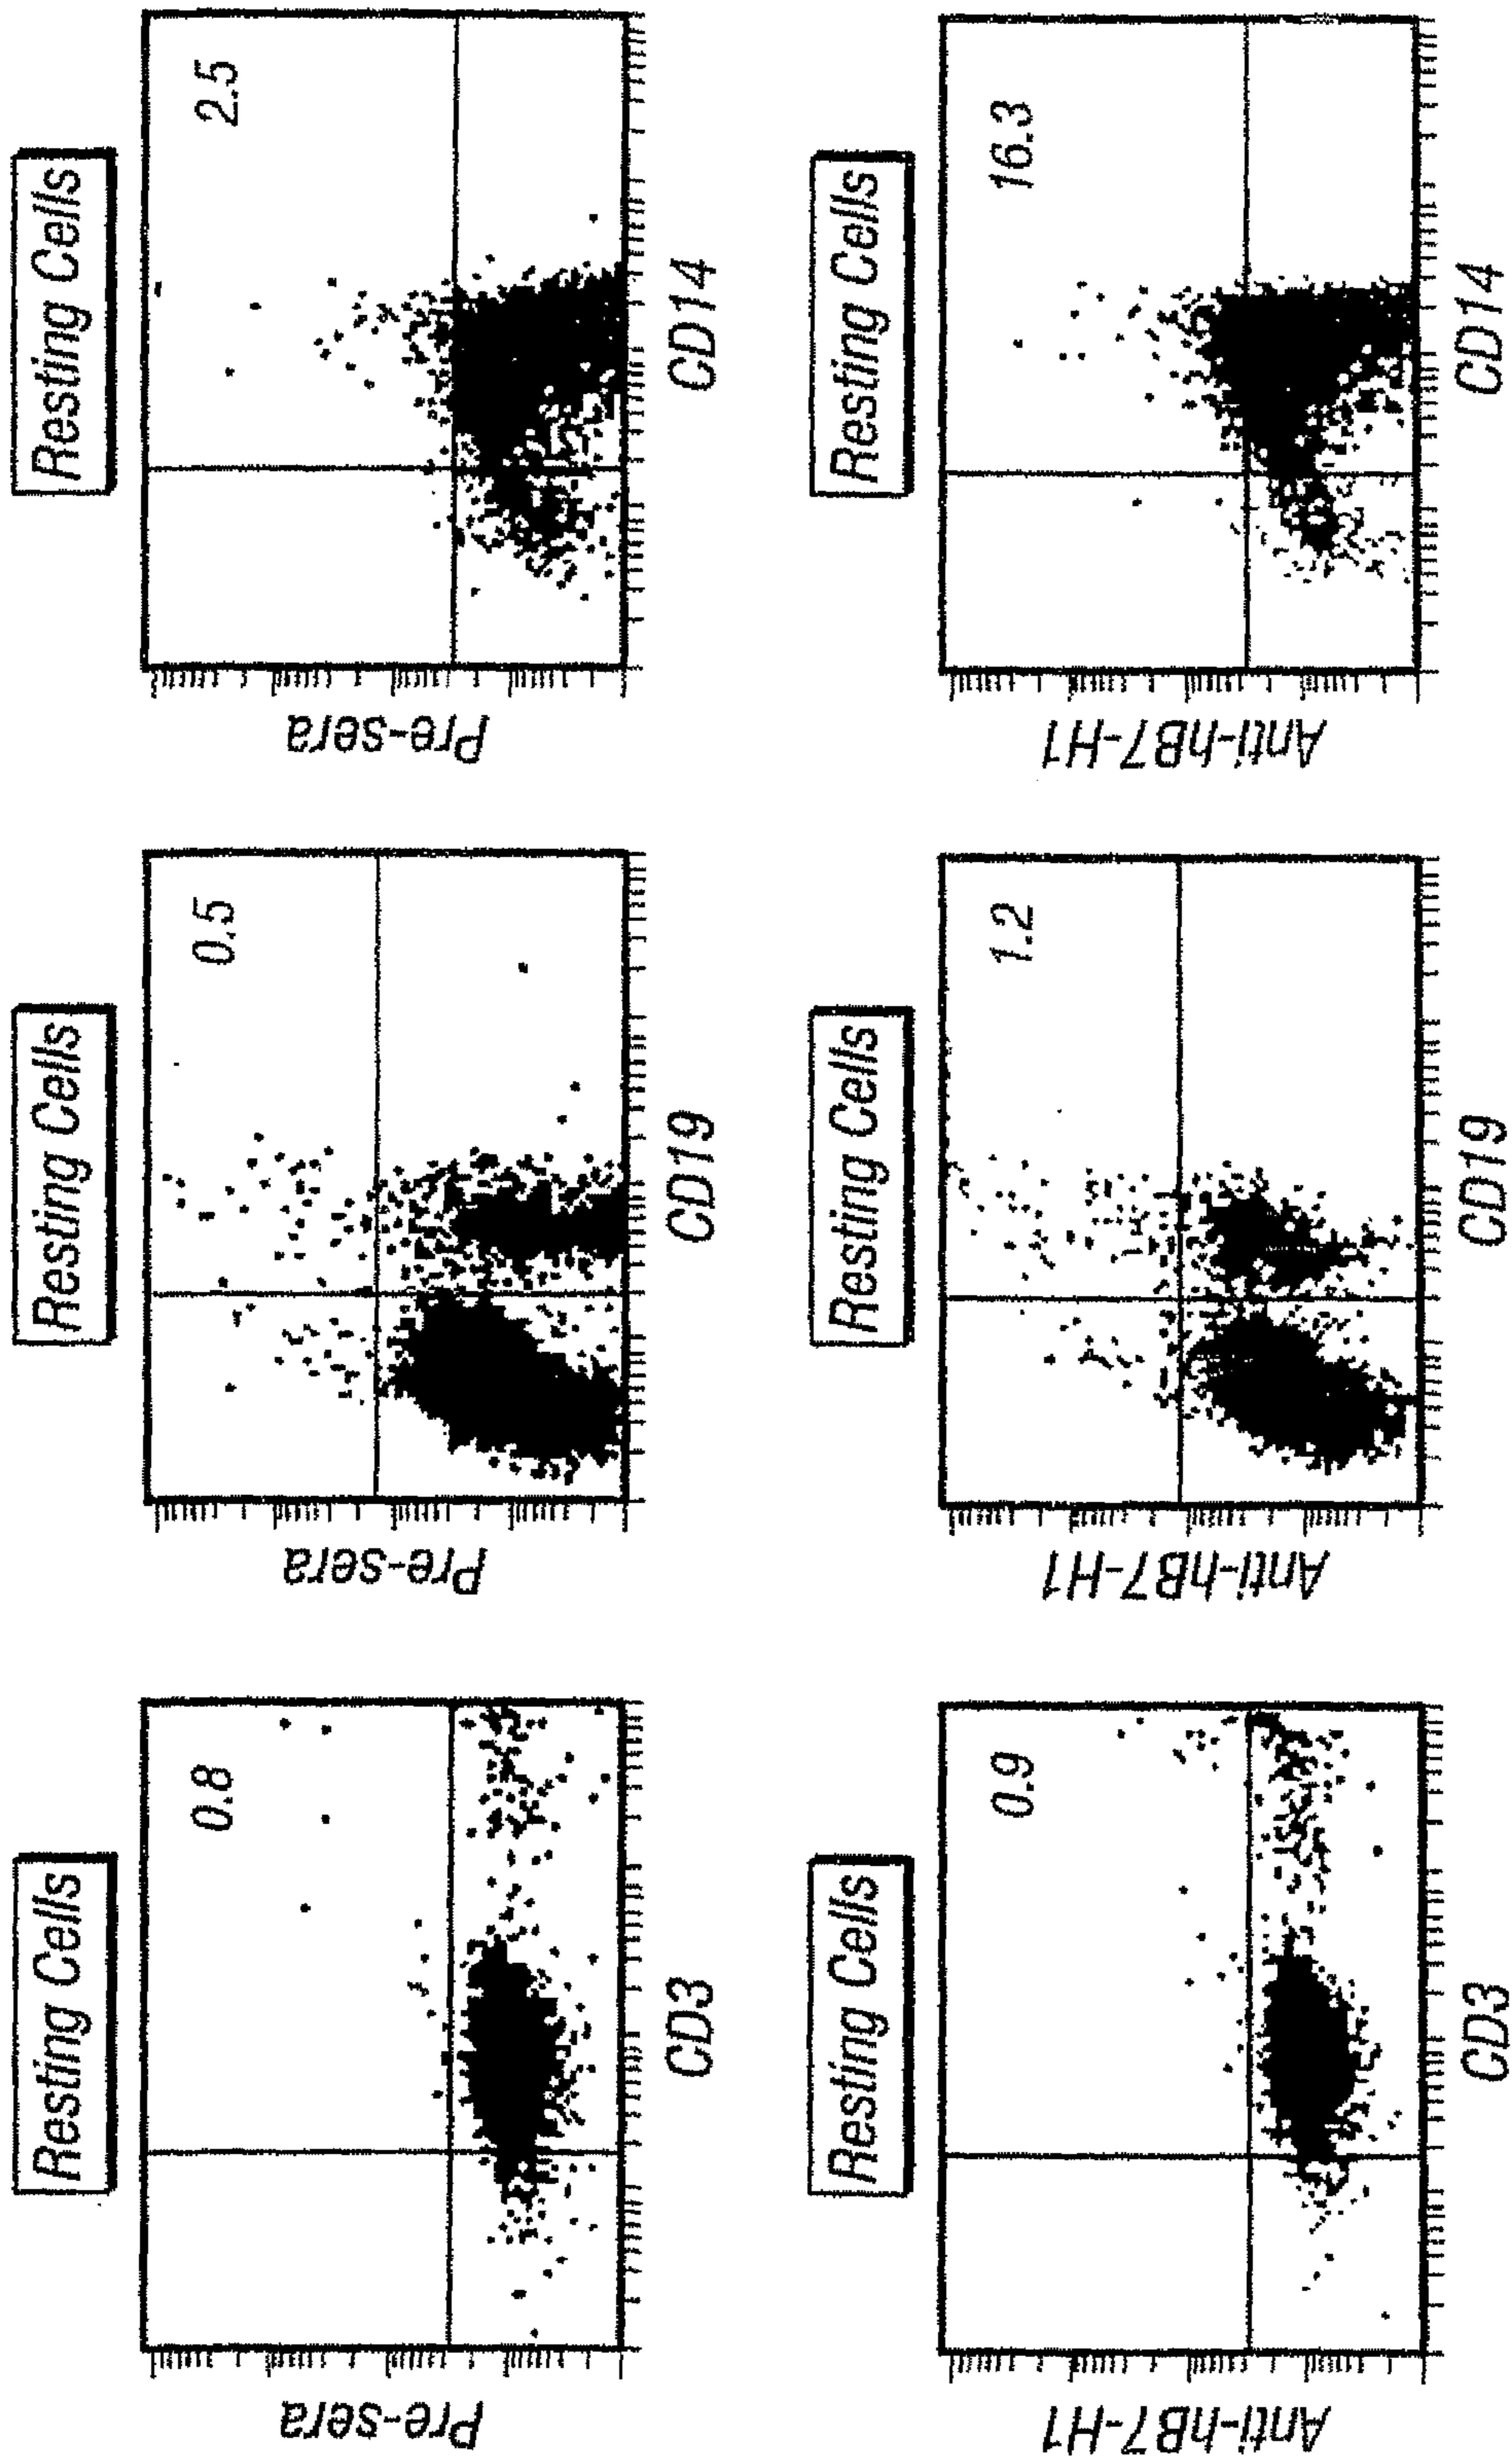 Resting Cells
0.8
Pre-sera
CD3
Resting Cells
0.5
Pre-sera
CD19
Resting Cells
2.5
Pre-sera
CD14
Resting Cells
0.9
Anti-hB7-H1
CD3
Resting Cells
1.2
Anti-hB7-H1
CD19
Resting Cells
16.3
Anti-hB7-H1
CD14